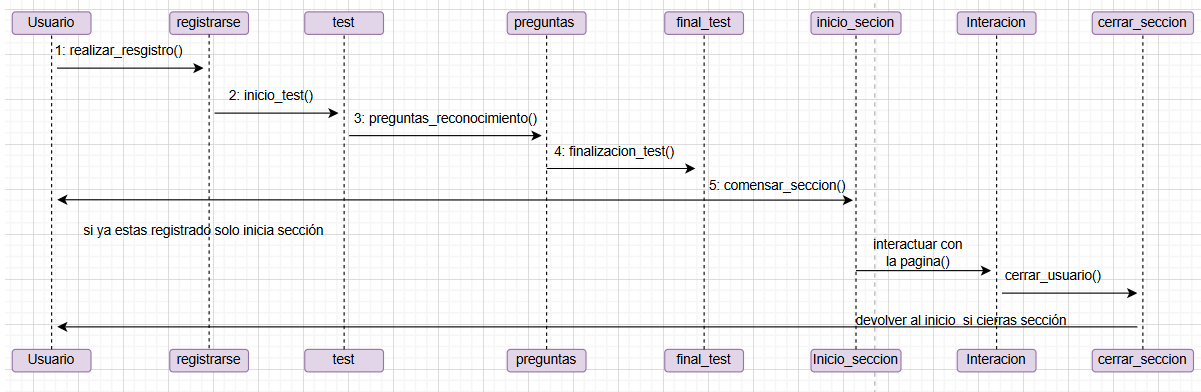 Usuario
registrarse
test
preguntas
final_test
inicio_secion
Interacion
cerrar_seccion
1: realizar_resgistro()
2: inicio_test()
3: preguntas_reconocimiento()
4: finalizacion_test()
5: comensar_seccion()
si ya estas registrado solo inicia sección
interactuar con
la pagina()
cerrar_usuario()
devolver al inicio si cierras sección
Usuario
registrarse
test
preguntas
final_test
Inicio_seccion
Interacion
cerrar_seccion